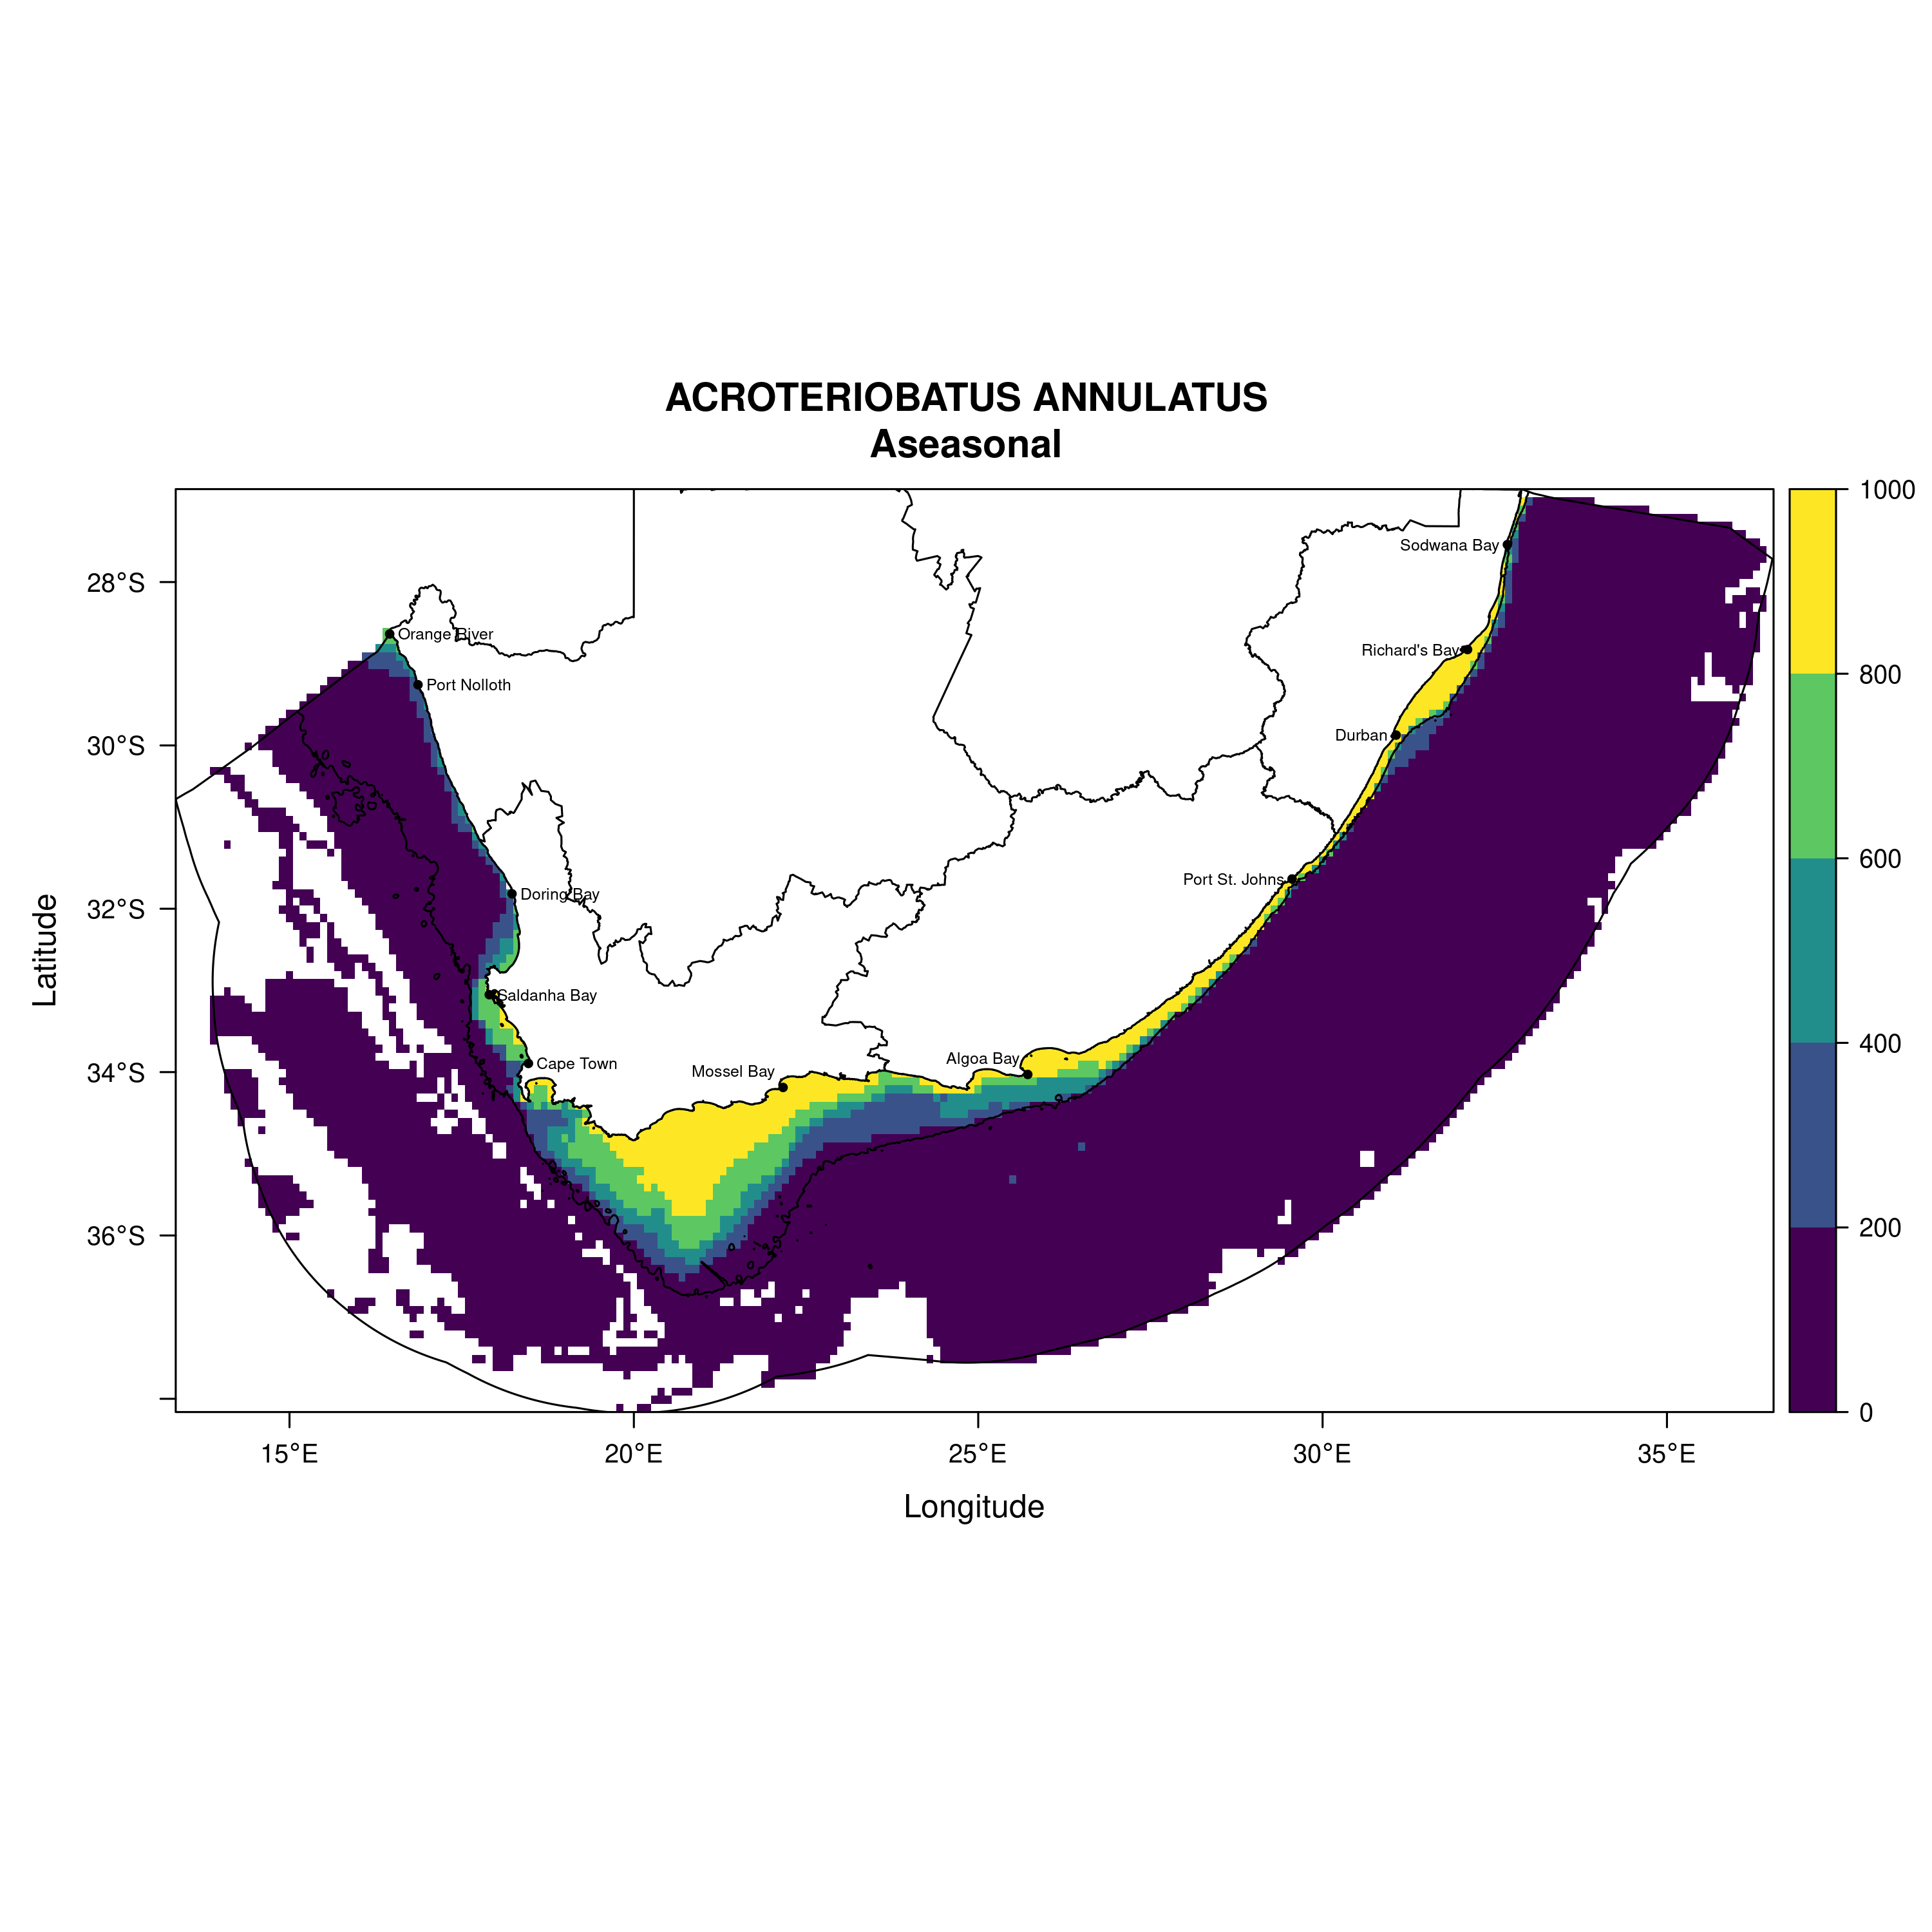 ACROTERIOBATUS ANNULATUS
Aseasonal
1000
Sodwana Bay
28°S
Orange River
Richard's Bay
800
Port Nolloth
Durban
30°S
600
Port St. Johns
Doring Bay
32°S
Latitude
Saldanha Bay
400
Algoa Bay
Cape Town
Mossel Bay
34°S
200
36°S
0
15°E
20°E
25°E
30°E
35°E
Longitude